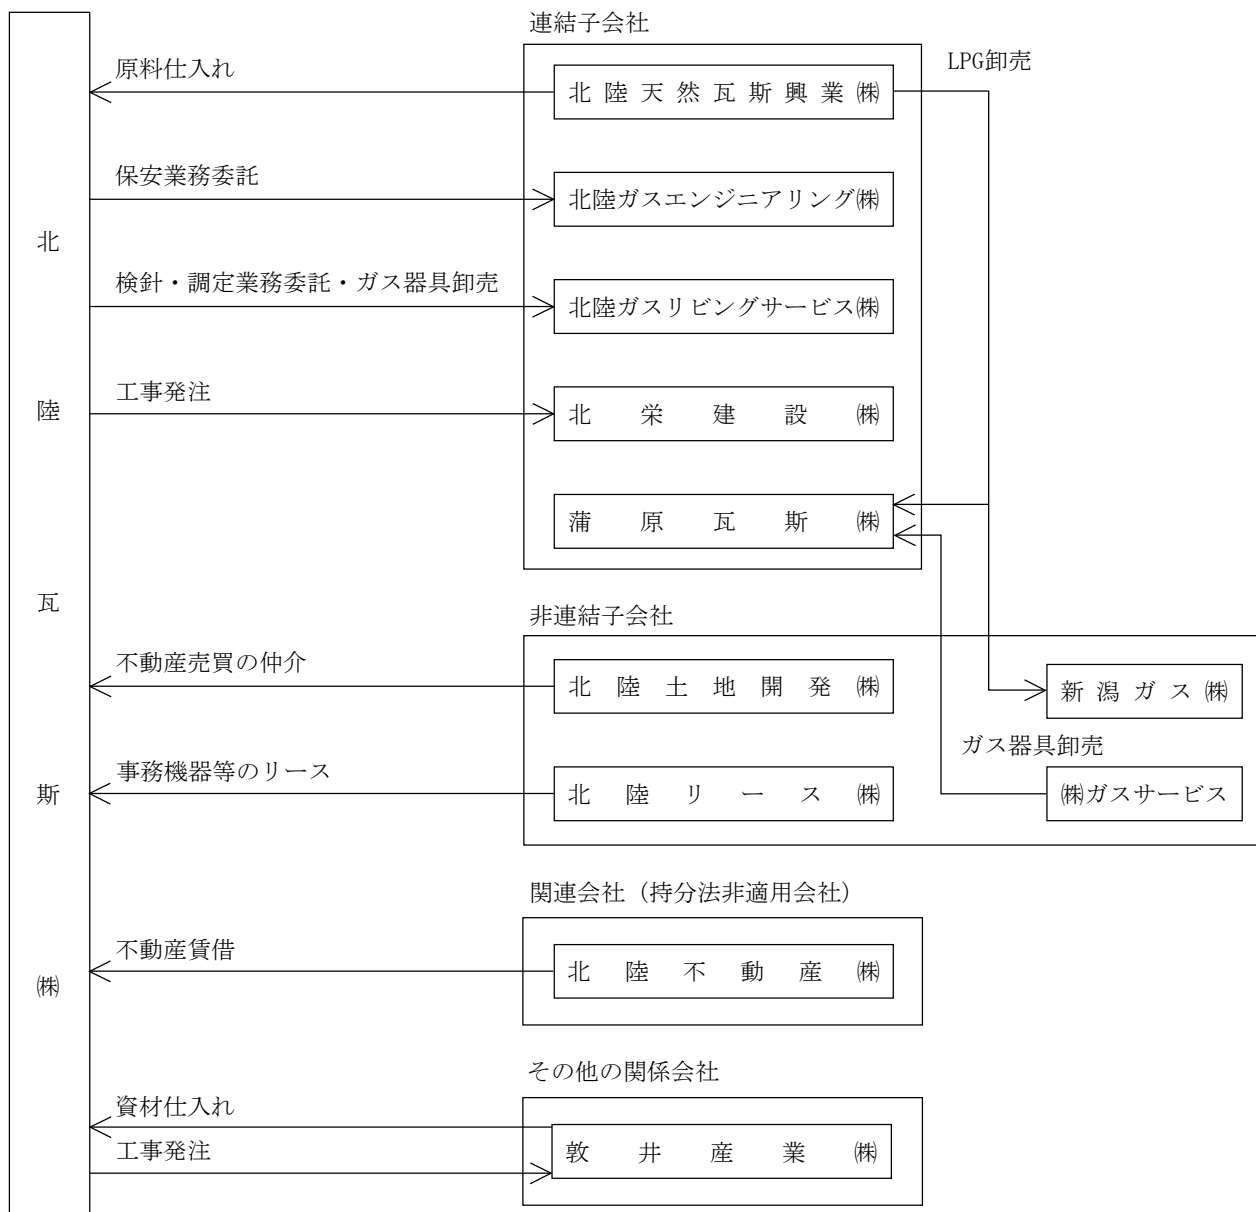 北陸瓦斯㈱
連結子会社
原料仕入れ
北陸天然瓦斯興業㈱
LPG卸売
保安業務委託
北陸ガスエンジニアリング㈱
検針・調定業務委託・ガス器具卸売
北陸ガスリビングサービス㈱
工事発注
北栄建設㈱
蒲原瓦斯㈱
非連結子会社
不動産売買の仲介
北陸土地開発㈱
新潟ガス㈱
ガス器具卸売
事務機器等のリース
北陸リース㈱
㈱ガスサービス
関連会社(持分法非適用会社)
不動産賃借
北陸不動産㈱
その他の関係会社
資材仕入れ
工事発注
敦井産業㈱